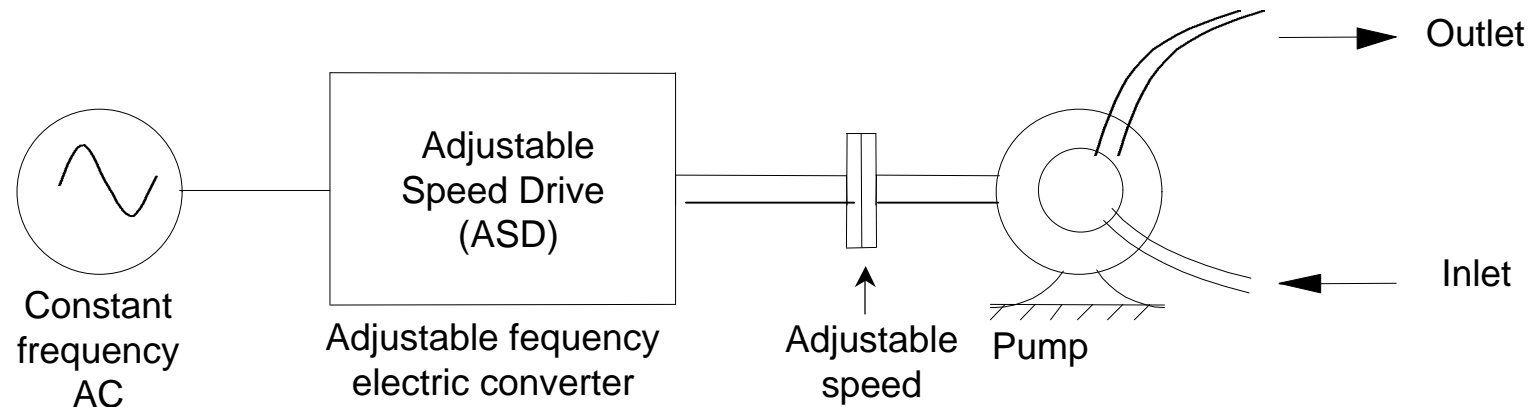 Outlet
Adjustable
Speed Drive
(ASD)
Inlet
Constant
frequency
AC
Adjustable fequency
electric converter
Adjustable
speed
Pump